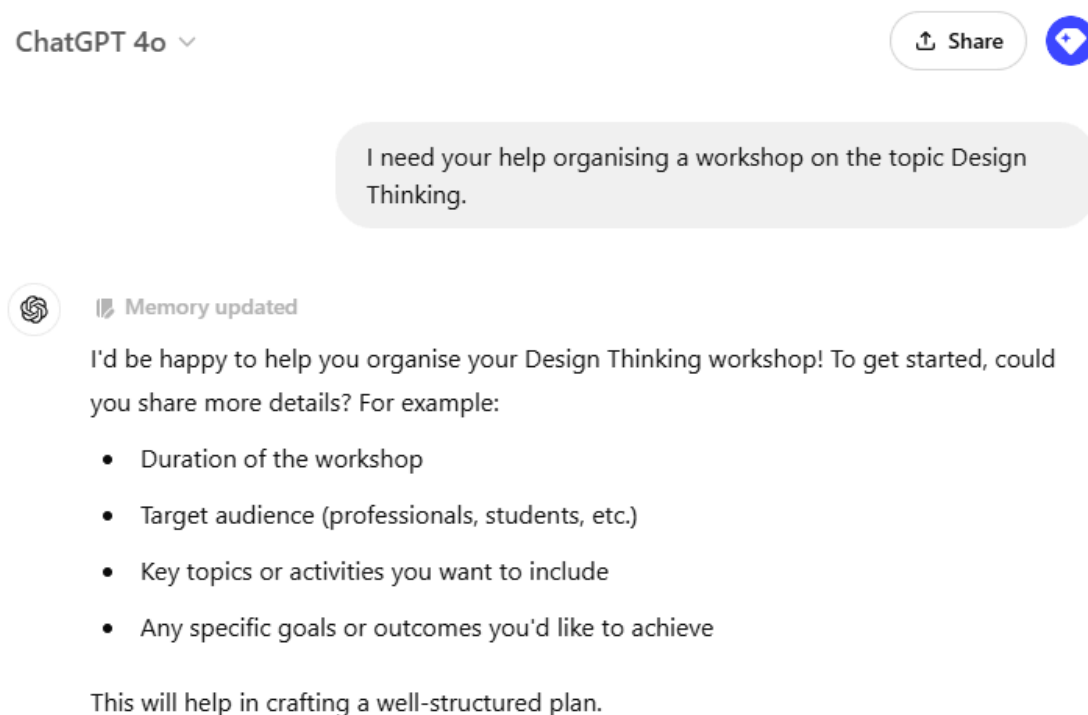 ChatGPT 4o
Share
I need your help organising a workshop on the topic Design
Thinking.
Memory updated
I'd be happy to help you organise your Design Thinking workshop! To get started, could
you share more details? For example:
• Duration of the workshop
• Target audience (professionals, students, etc.)
• Key topics or activities you want to include
• Any specific goals or outcomes you'd like to achieve
This will help in crafting a well-structured plan.